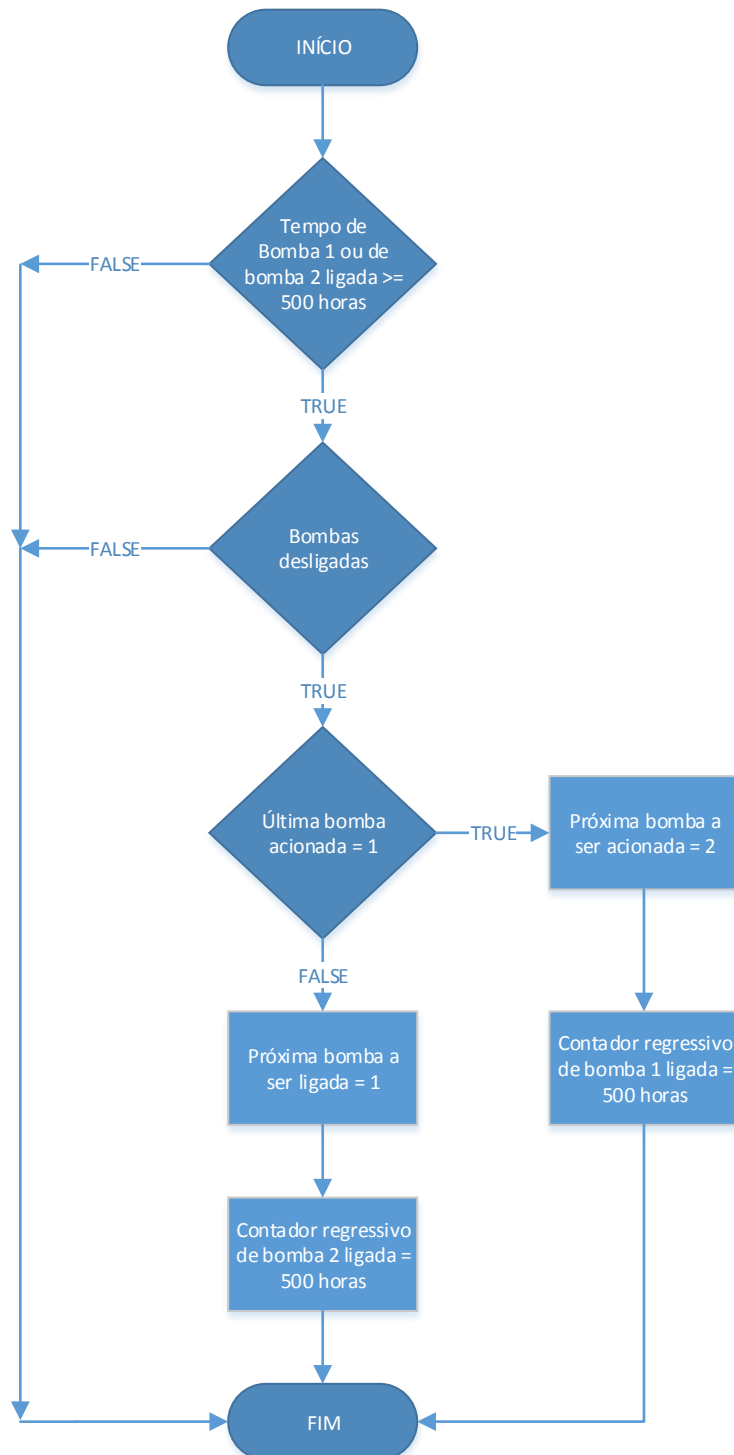 INÍCIO
Tempo de
Bomba 1 ou de
bomba 2 ligada >=
500 horas
FALSE
TRUE
Bombas
desligadas
FALSE
TRUE
Última bomba
acionada = 1
TRUE
Próxima bomba a
ser acionada = 2
FALSE
Próxima bomba a
ser ligada = 1
Contador regressivo
de bomba 1 ligada =
500 horas
Contador regressivo
de bomba 2 ligada =
500 horas
FIM